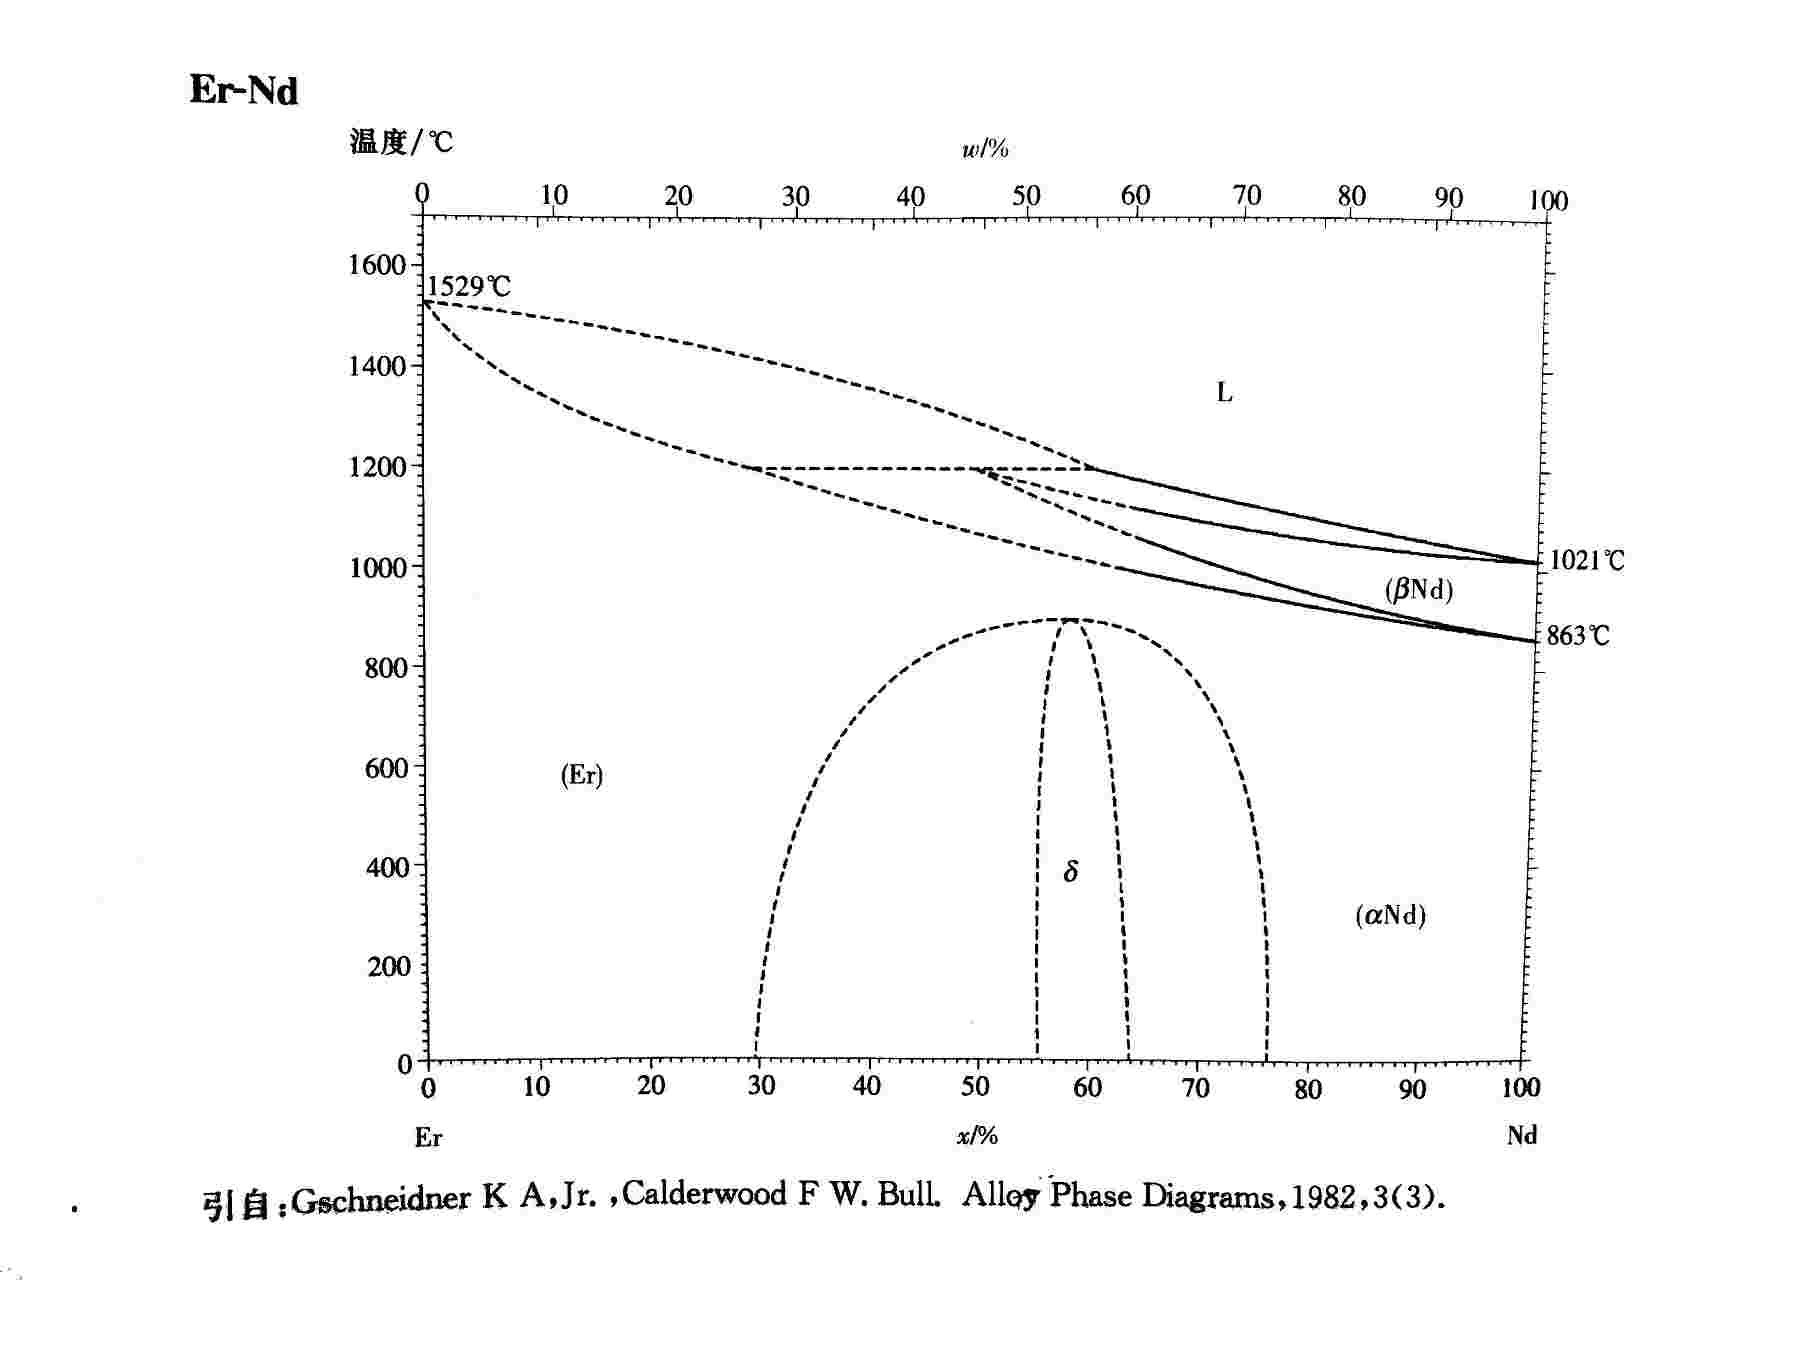 Er-Nd
温度/℃
w/%
0 10 20 30 40 50 60 70 80 90 100
1600
1529℃
1400
L
1200
1021℃
1000
(βNd)
863℃
800
600
(Er)
400
δ
(αNd)
200
0
0 10 20 30 40 50 60 70 80 90 100
Er x/% Nd
引自:Gschneidner K A,Jr. ,Calderwood F W. Bull. Alloy Phase Diagrams,1982,3(3).